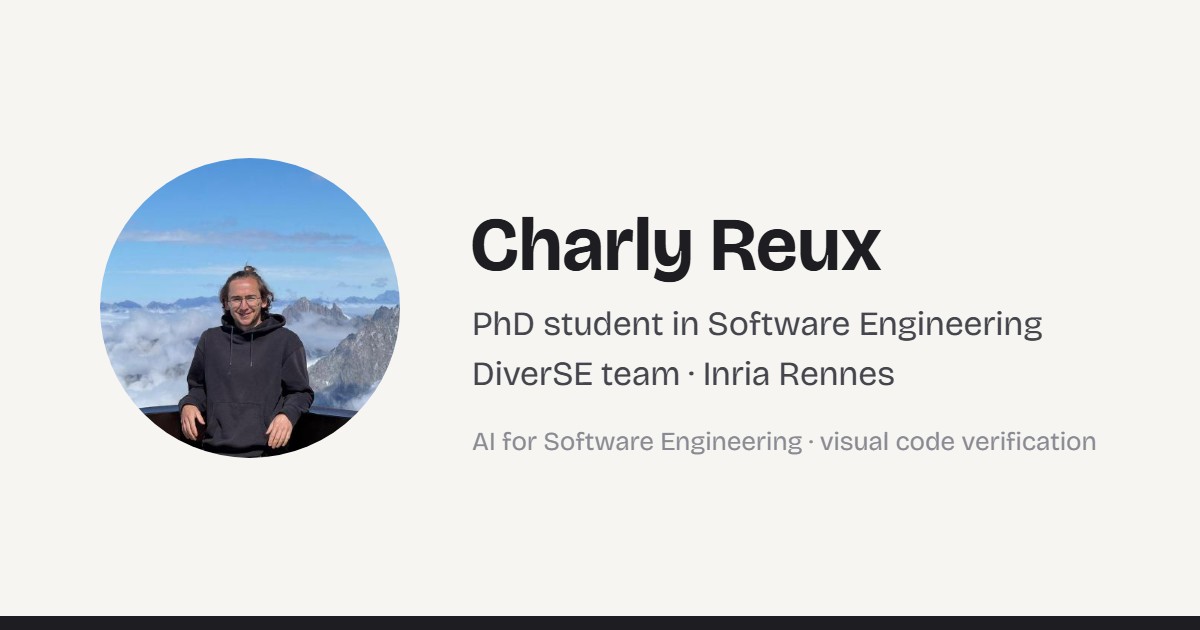 Charly Reux
PhD student in Software Engineering
DiverSE team · Inria Rennes
AI for Software Engineering · visual code verification